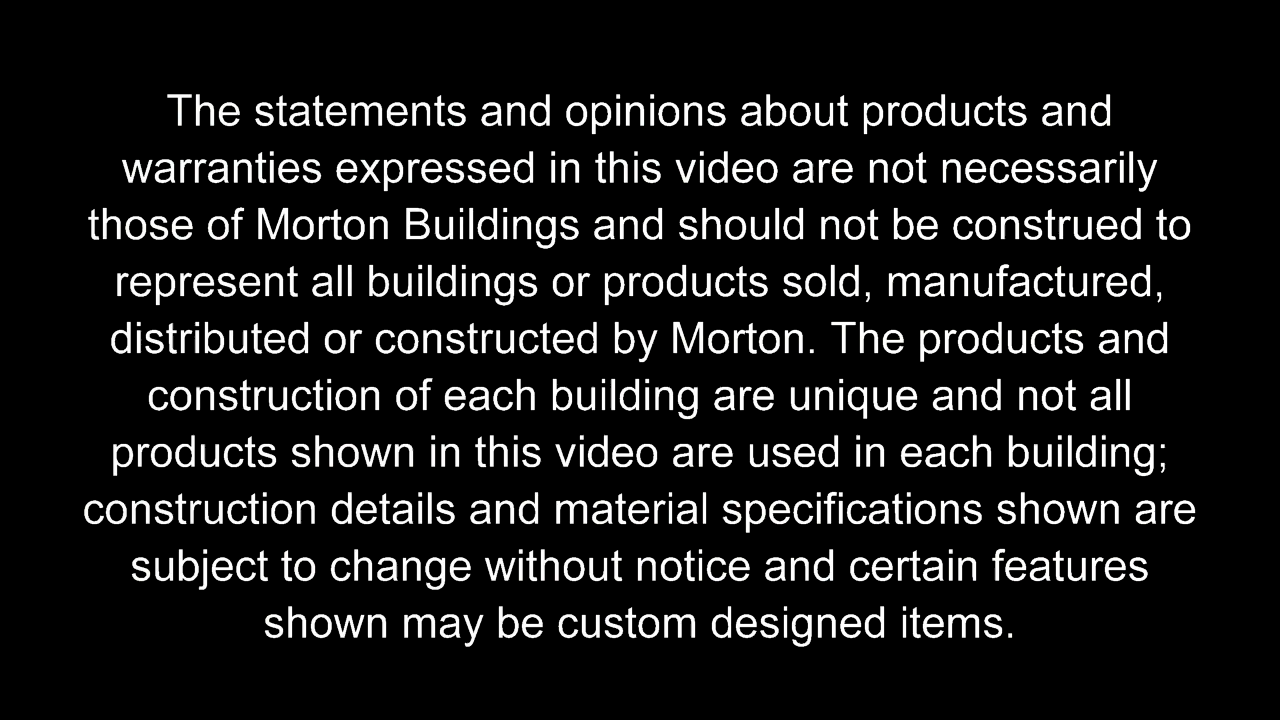 The statements and opinions about products and
warranties expressed in this video are not necessarily
those of Morton Buildings and should not be construed to
represent all buildings or products sold, manufactured,
distributed or constructed by Morton. The products and
construction of each building are unique and not all
products shown in this video are used in each building;
construction details and material specifications shown are
subject to change without notice and certain features
shown may be custom designed items.